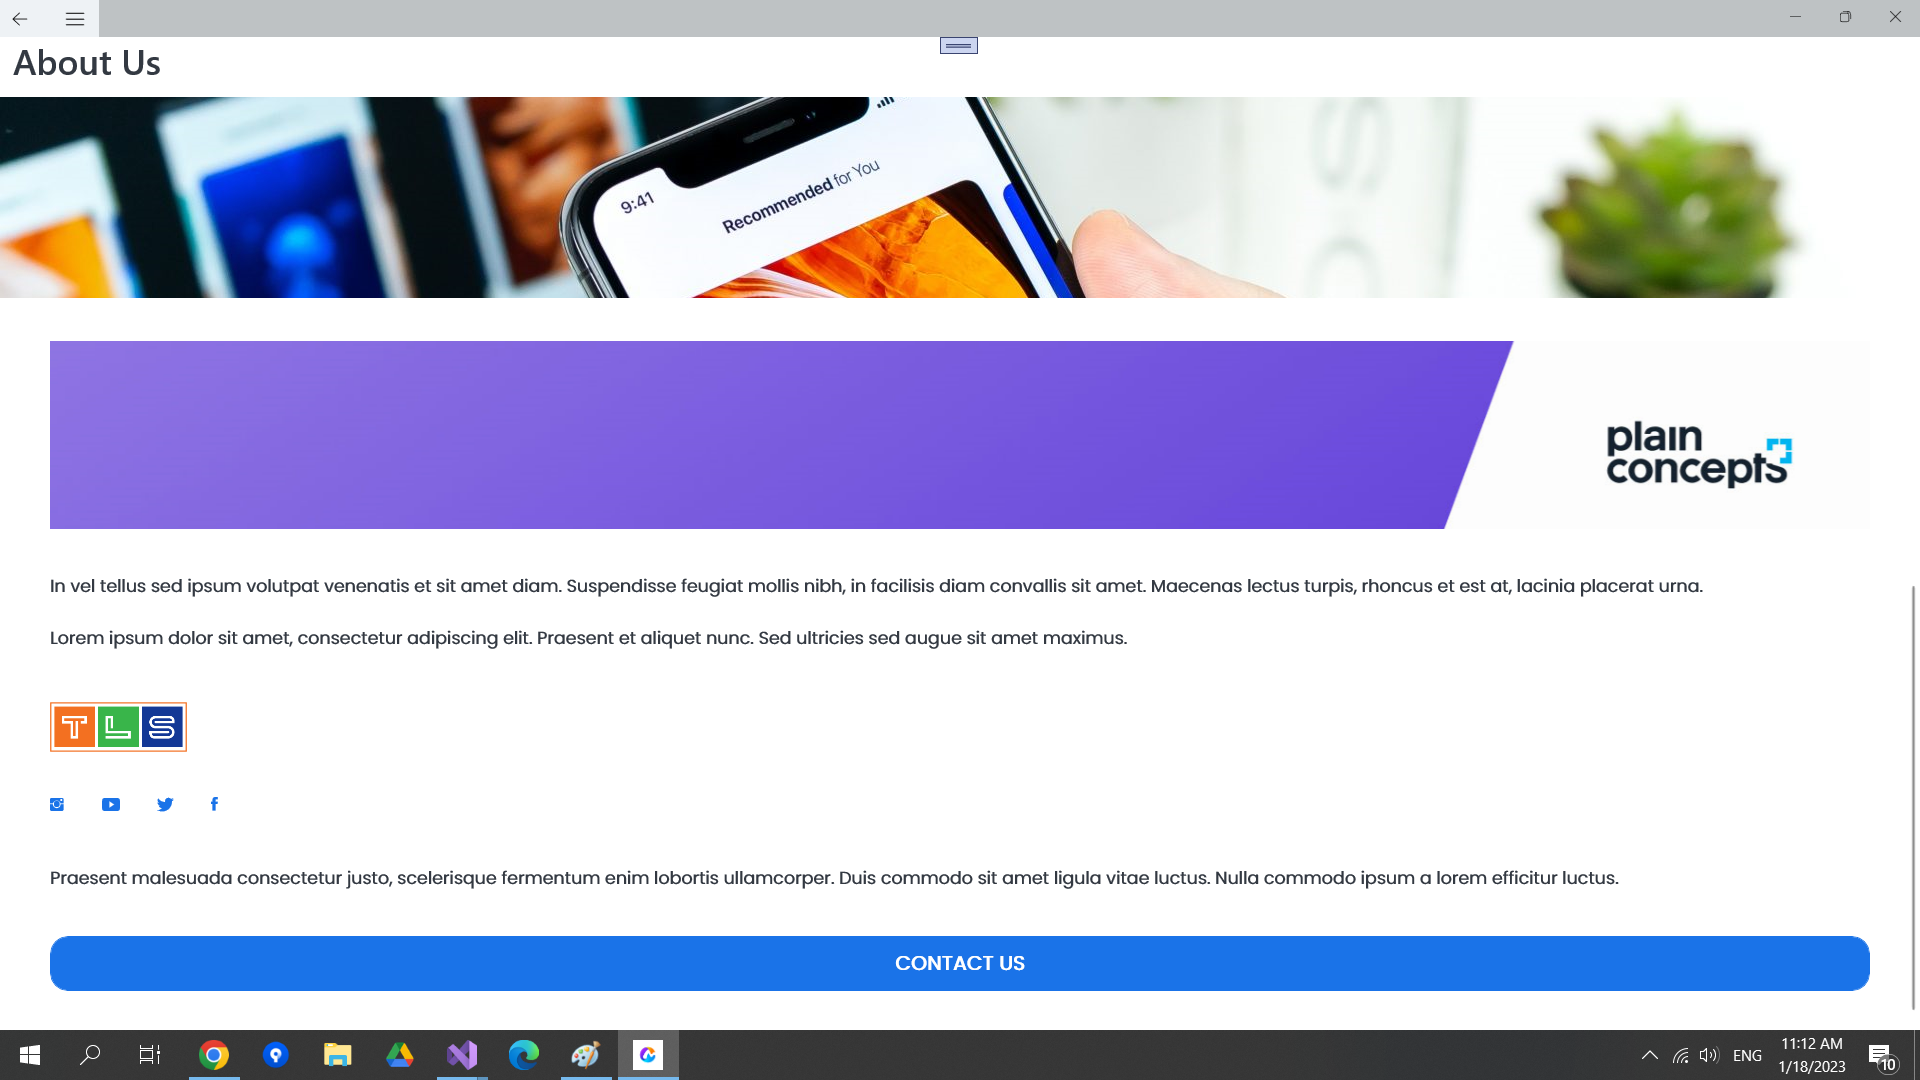 About Us
9:41
Recommended for You
plain
concepts
In vel tellus sed ipsum volutpat venenatis et sit amet diam. Suspendisse feugiat mollis nibh, in facilisis diam convallis sit amet. Maecenas lectus turpis, rhoncus et est at, lacinia placerat urna.
Lorem ipsum dolor sit amet, consectetur adipiscing elit. Praesent et aliquet nunc. Sed ultricies sed augue sit amet maximus.
TLS
Praesent malesuada consectetur justo, scelerisque fermentum enim lobortis ullamcorper. Duis commodo sit amet ligula vitae luctus. Nulla commodo ipsum a lorem efficitur luctus.
CONTACT US
ENG
11:12 AM
1/18/2023
10